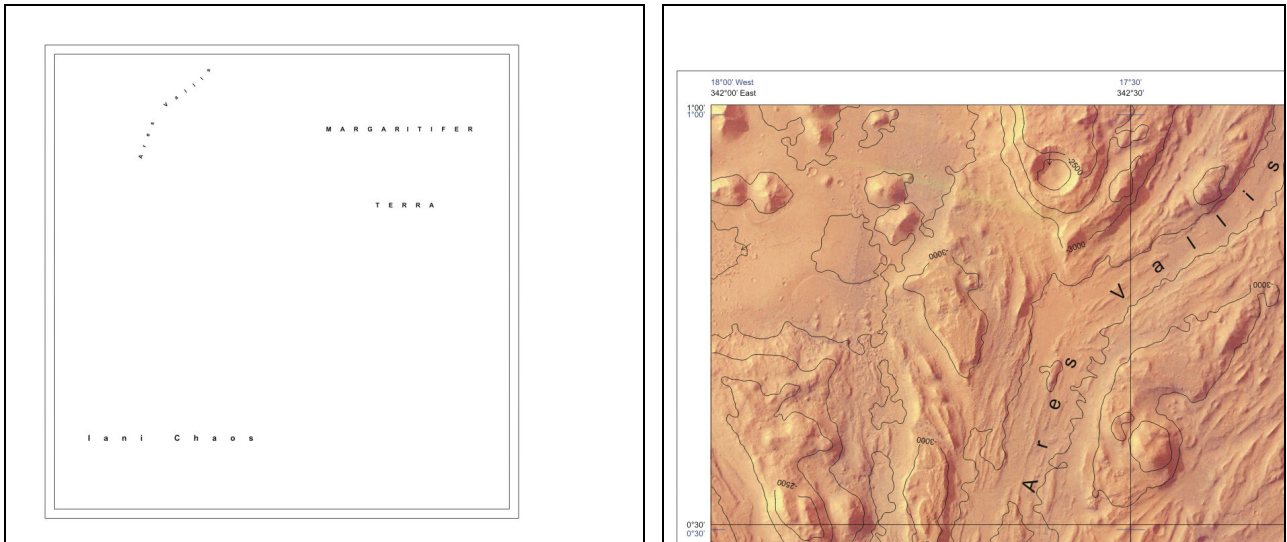 Ares Vallis
MARGARITIFER
TERRA
Iani Chaos
18°00' West
342°00' East
17°30'
342°30'
1°00'
1°00'
-2500
-3000
-3000
-3000
Ares Vallis
-3000
-2500
0°30'
0°30'